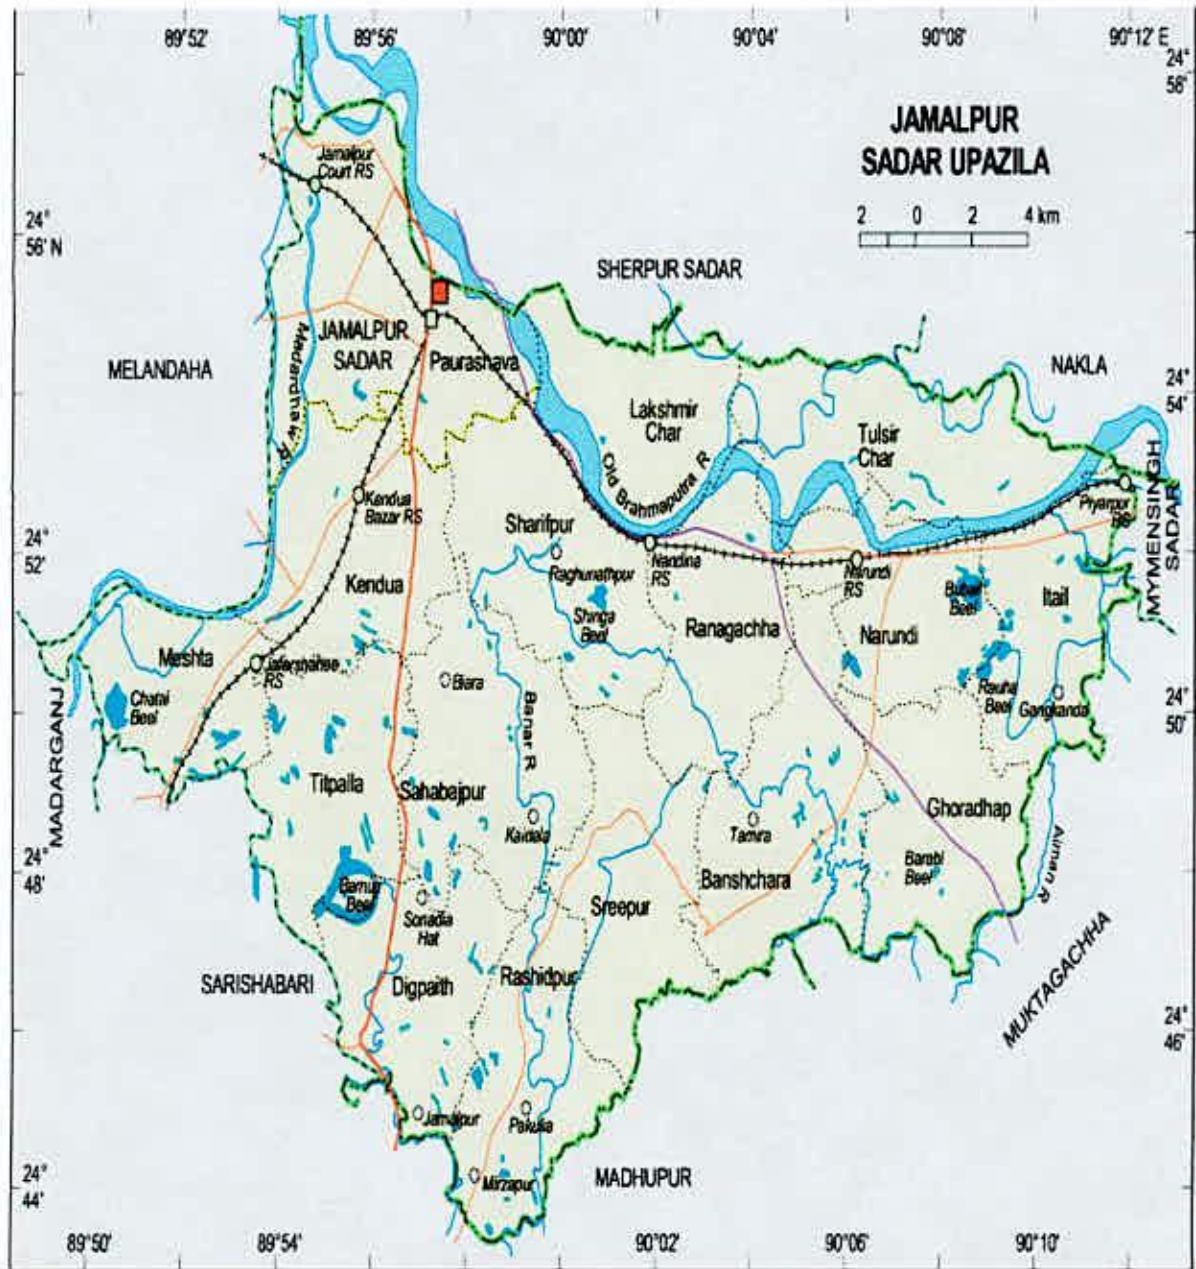 89°52'
89°56'
90°00'
90°04'
90°08'
90°12' E
24°
58'
JAMALPUR
SADAR UPAZILA
2 0 2 4 km
Jamalpur
Court RS
24°
56' N
SHERPUR SADAR
JAMALPUR
SADAR
Paurashava
MELANDAHA
NAKLA
24°
54'
Lakshmir
Char
Tulsir
Char
Old Brahmaputra R
Kendua
Bazar RS
Sharifpur
Piyarpur
RS
MYMENSINGH
SADAR
24°
52'
Raghunathpur
Nandina
RS
Narundi
RS
Kendua
Shinga
Beel
Ranagachha
Narundi
Itail
Meshta
Jafarshahee
RS
Chatal
Beel
Biara
Banar R
Rauha
Beel
Gangkanda
24°
50'
MADARGANJ
Titpalla
Sahabajpur
Ghoradhap
Kaidala
Tamira
24°
48'
Bamunji
Beel
Banshchara
Barabi
Beel
Aiman R
Sonadia
Hat
Sreepur
SARISHABARI
Digpaith
Rashidpur
MUKTAGACHHA
24°
46'
Jamalpur
Pakulia
Mirzapur
MADHUPUR
24°
44'
89°50'
89°54'
90°02'
90°06'
90°10'